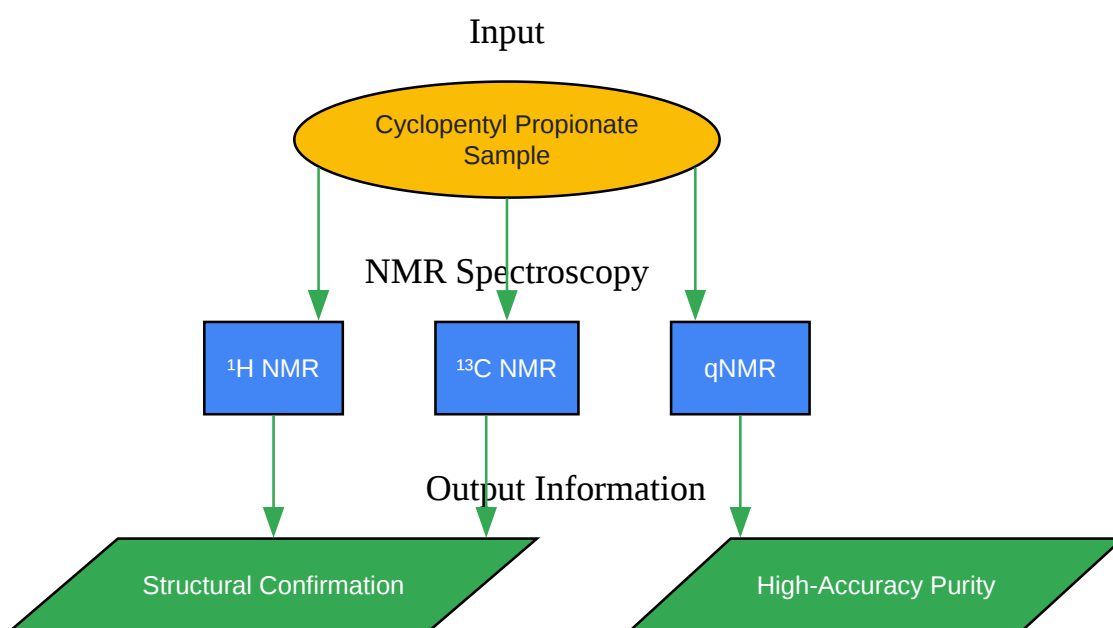 Input
Cyclopentyl Propionate
Sample
NMR Spectroscopy
¹H NMR
¹³C NMR
qNMR
Output Information
Structural Confirmation
High-Accuracy Purity